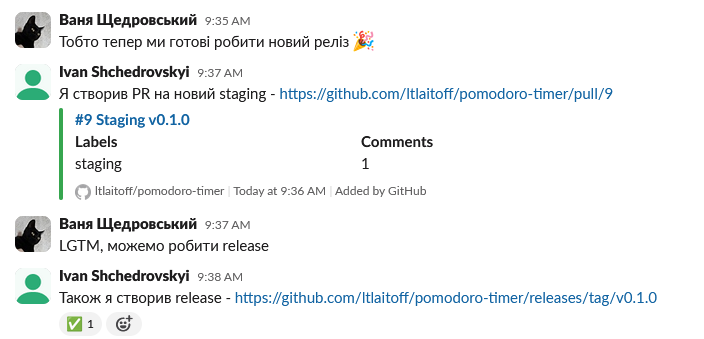 Ваня Щедровський 9:35 AM
Тобто тепер ми готові робити новий реліз 🎉
Ivan Shchedrovskyi 9:37 AM
Я створив PR на новий staging - https://github.com/ltlaitoff/pomodoro-timer/pull/9
#9 Staging v0.1.0
Labels Comments
staging 1
ltlaitoff/pomodoro-timer | Today at 9:36 AM | Added by GitHub
Ваня Щедровський 9:37 AM
LGTM, можемо робити release
Ivan Shchedrovskyi 9:38 AM
Також я створив release - https://github.com/ltlaitoff/pomodoro-timer/releases/tag/v0.1.0
✅ 1